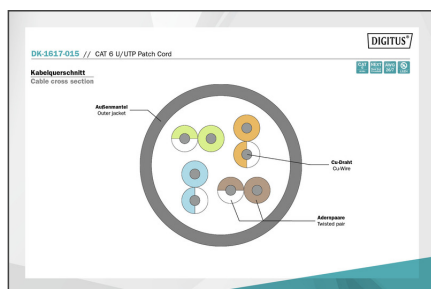 DIGITUS®
DK-1617-015 // CAT 6 U/UTP Patch Cord
Kabelquerschnitt
Cable cross section
Außenmantel
Outer jacket
Cu-Draht
Cu-Wire
Adernpaare
Twisted pair